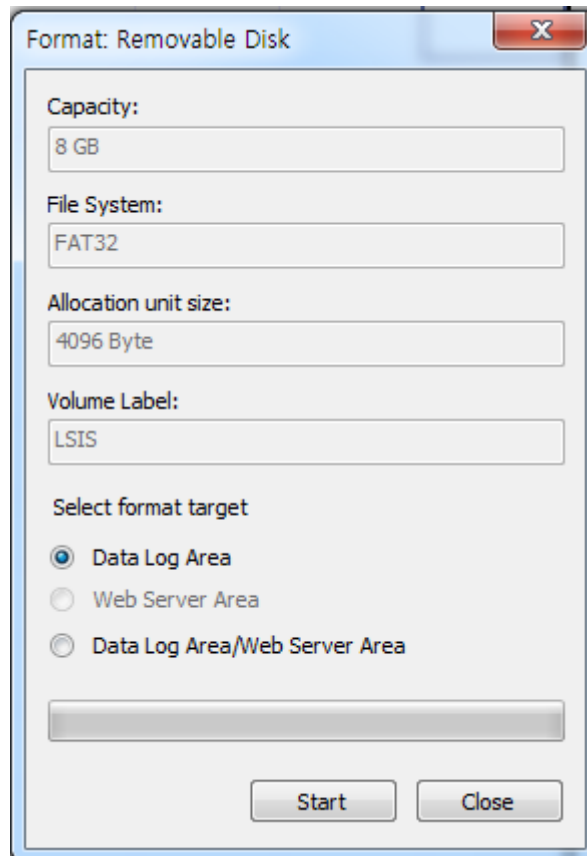 Format: Removable Disk
Capacity:
8 GB
File System:
FAT32
Allocation unit size:
4096 Byte
Volume Label:
LSIS
Select format target
Data Log Area
Web Server Area
Data Log Area/Web Server Area
Start Close